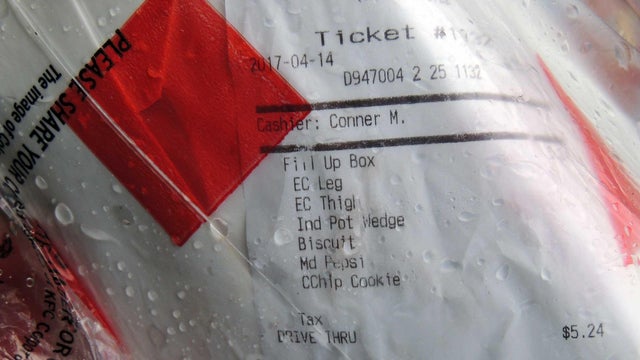 Ticket
2017-04-14
D947004 2 25 1132
Cashier: Conner M.
Fill Up Box
EC Leg
EC Thigh
Ind Pot Wedge
Biscuit
Md Pepsi
CChip Cookie
Tax
DRIVE THRU
$5.24
PLEASE SHARE YOUR
The image of